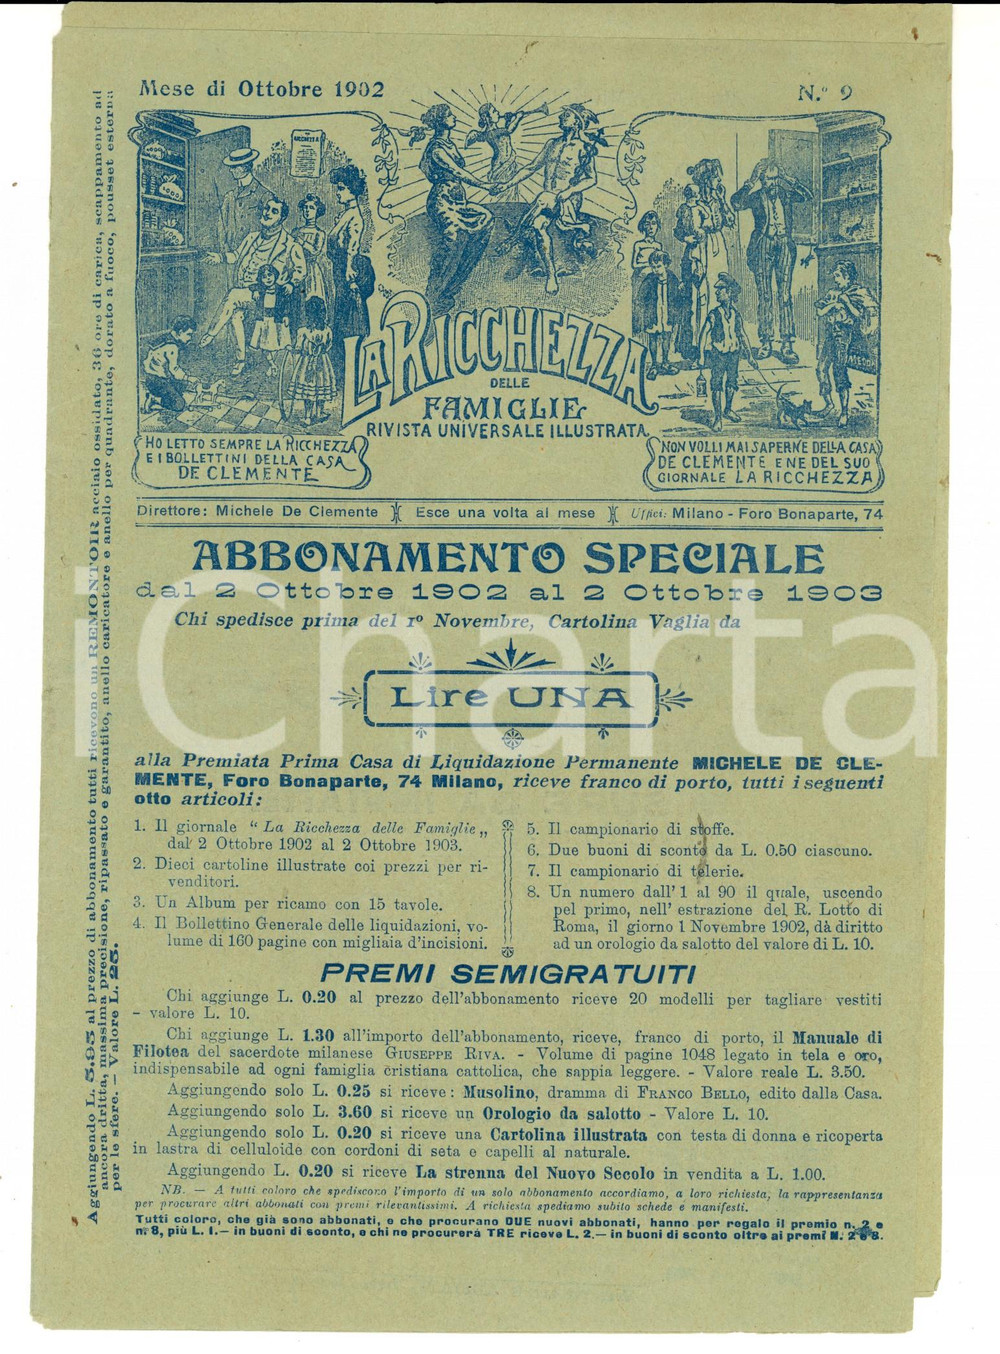 Mese di Ottobre 1902
N.º 9
RICCHEZZA
LA RICCHEZZA
DELLE
FAMIGLIE
RIVISTA UNIVERSALE ILLUSTRATA
HO LETTO SEMPRE LA RICCHEZZA
E I BOLLETTINI DELLA CASA
DE CLEMENTE
NON VOLLI MAI SAPERNE DELLA CASA
DE CLEMENTE E NE DEL SUO
GIORNALE LA RICCHEZZA
Direttore: Michele De Clemente
Esce una volta al mese
Uffici: Milano - Foro Bonaparte, 74
ABBONAMENTO SPECIALE
dal 2 Ottobre 1902 al 2 Ottobre 1903
Chi spedisce prima del 1º Novembre, Cartolina Vaglia da
Lire UNA
alla Premiata Prima Casa di Liquidazione Permanente MICHELE DE CLE-
MENTE, Foro Bonaparte, 74 Milano, riceve franco di porto, tutti i seguenti
otto articoli:
1. Il giornale “ La Ricchezza delle Famiglie „
dal 2 Ottobre 1902 al 2 Ottobre 1903.
2. Dieci cartoline illustrate coi prezzi per ri-
venditori.
3. Un Album per ricamo con 15 tavole.
4. Il Bollettino Generale delle liquidazioni, vo-
lume di 160 pagine con migliaia d'incisioni.
5. Il campionario di stoffe.
6. Due buoni di sconto da L. 0.50 ciascuno.
7. Il campionario di telerie.
8. Un numero dall' 1 al 90 il quale, uscendo
pel primo, nell' estrazione del R. Lotto di
Roma, il giorno 1 Novembre 1902, dà diritto
ad un orologio da salotto del valore di L. 10.
PREMI SEMIGRATUITI
Chi aggiunge L. 0.20 al prezzo dell'abbonamento riceve 20 modelli per tagliare vestiti
- valore L. 10.
Chi aggiunge L. 1.30 all'importo dell'abbonamento, riceve, franco di porto, il Manuale di
Filotea del sacerdote milanese GIUSEPPE RIVA. - Volume di pagine 1048 legato in tela e oro,
indispensabile ad ogni famiglia cristiana cattolica, che sappia leggere. - Valore reale L. 3.50.
Aggiungendo solo L. 0.25 si riceve: Musolino, dramma di FRANCO BELLO, edito dalla Casa.
Aggiungendo solo L. 3.60 si riceve un Orologio da salotto - Valore L. 10.
Aggiungendo solo L. 0.20 si riceve una Cartolina illustrata con testa di donna e ricoperta
in lastra di celluloide con cordoni di seta e capelli al naturale.
Aggiungendo L. 0.20 si riceve La strenna del Nuovo Secolo in vendita a L. 1.00.
NB. — A tutti coloro che spediscono l'importo di un solo abbonamento accordiamo, a loro richiesta, la rappresentanza
per procurare altri abbonati con premi rilevantissimi. A richiesta spediamo subito schede e manifesti.
Tutti coloro, che già sono abbonati, e che procurano DUE nuovi abbonati, hanno per regalo il premio n. 2 e
n. 8, più L. 1.— in buoni di sconto, e chi ne procurerà TRE riceve L. 2.— in buoni di sconto oltre ai premi N. 2 e 8.
Aggiungendo L. 5.95 al prezzo di abbonamento tutti ricevono un REMONTOIR acciaio ossidato, 36 ore di carica, scappamento ad
ancora dritta, massima precisione, ripassato e garantito, anello caricatore e anello per quadrante, dorato a fuoco, pousset esterna
per le sfere. — Valore L. 25.
iCharta